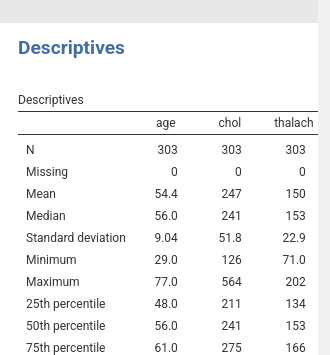 Descriptives
Descriptives
age chol thalach
N 303 303 303
Missing 0 0 0
Mean 54.4 247 150
Median 56.0 241 153
Standard deviation 9.04 51.8 22.9
Minimum 29.0 126 71.0
Maximum 77.0 564 202
25th percentile 48.0 211 134
50th percentile 56.0 241 153
75th percentile 61.0 275 166